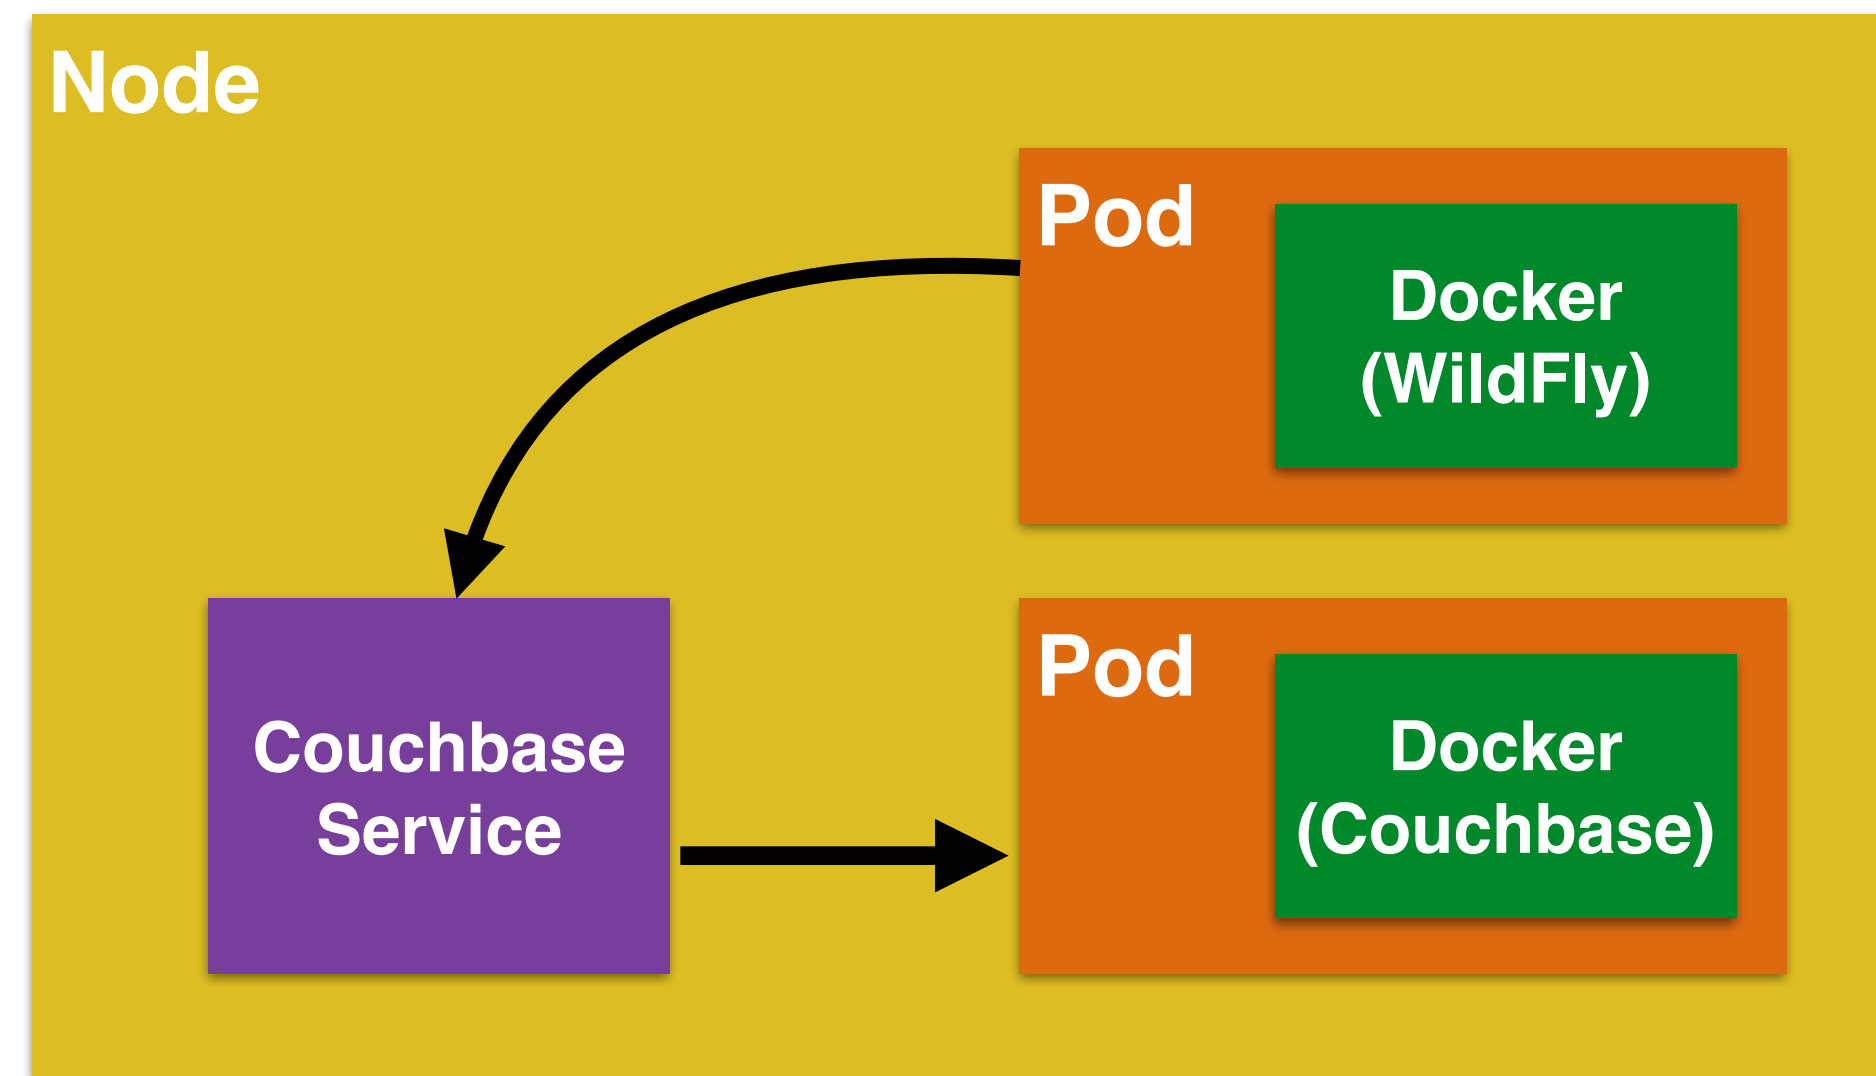 Node
Pod
Docker
(WildFly)
Couchbase
Service
Pod
Docker
(Couchbase)